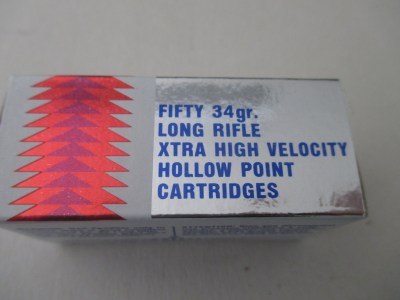 FIFTY 34gr.
LONG RIFLE
XTRA HIGH VELOCITY
HOLLOW POINT
CARTRIDGES